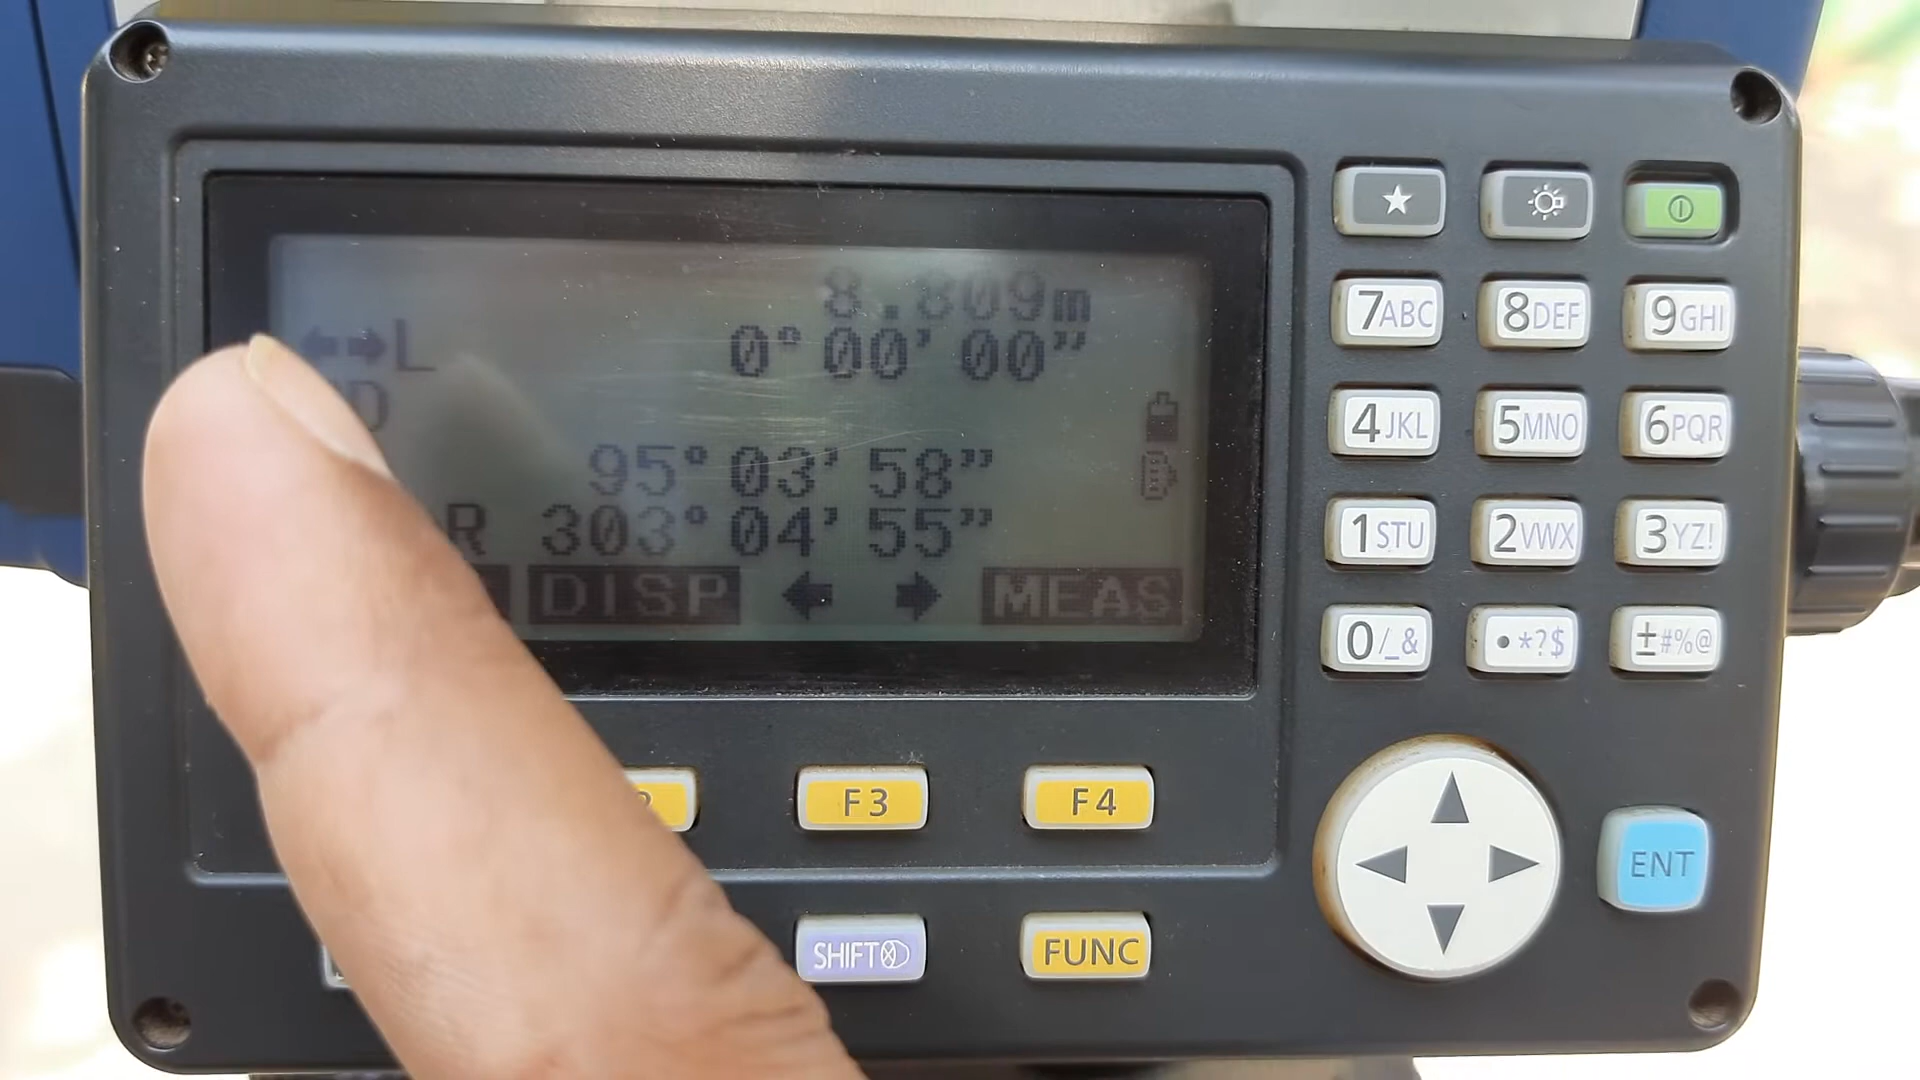 8.809m
L 0°00'00"
D
95°03'58"
R 303°04'55"
DISP MEAS
7ABC 8DEF 9GHI
4JKL 5MNO 6PQR
1STU 2VWX 3YZ!
0/_& •*?$ ±#%@
F3 F4
ENT
SHIFT FUNC